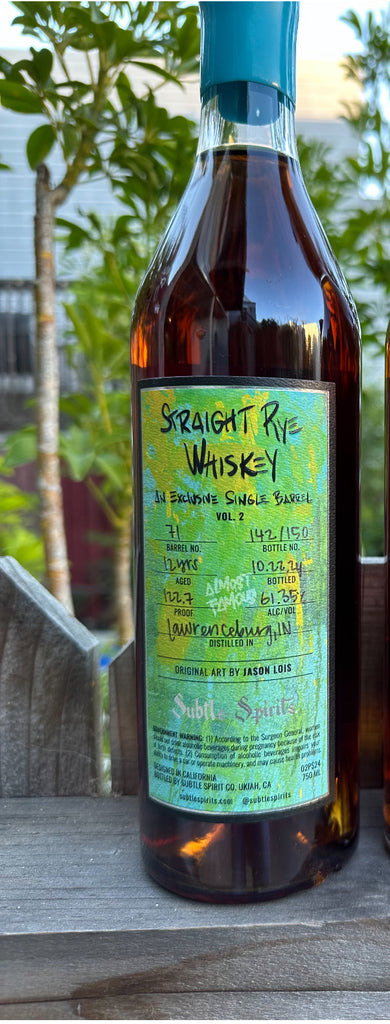 STRAIGHT RYE
WHISKEY
AN EXCLUSIVE SINGLE BARREL
VOL. 2
71 142/150
BARREL NO. BOTTLE NO.
12yrs 10.22.24
AGED BOTTLED
ALMOST
FAMOUS
122.7 61.35%
PROOF ALC/VOL
Lawrenceburg, IN
DISTILLED IN
ORIGINAL ART BY JASON LOIS
Subtle Spirits
GOVERNMENT WARNING: (1) According to the Surgeon General, women
should not drink alcoholic beverages during pregnancy because of the risk
of birth defects. (2) Consumption of alcoholic beverages impairs your
ability to drive a car or operate machinery, and may cause health problems.
DESIGNED IN CALIFORNIA 02PS24
BOTTLED BY SUBTLE SPIRIT CO. UKIAH, CA 750 ML
subtlespirits.com @subtlespirits